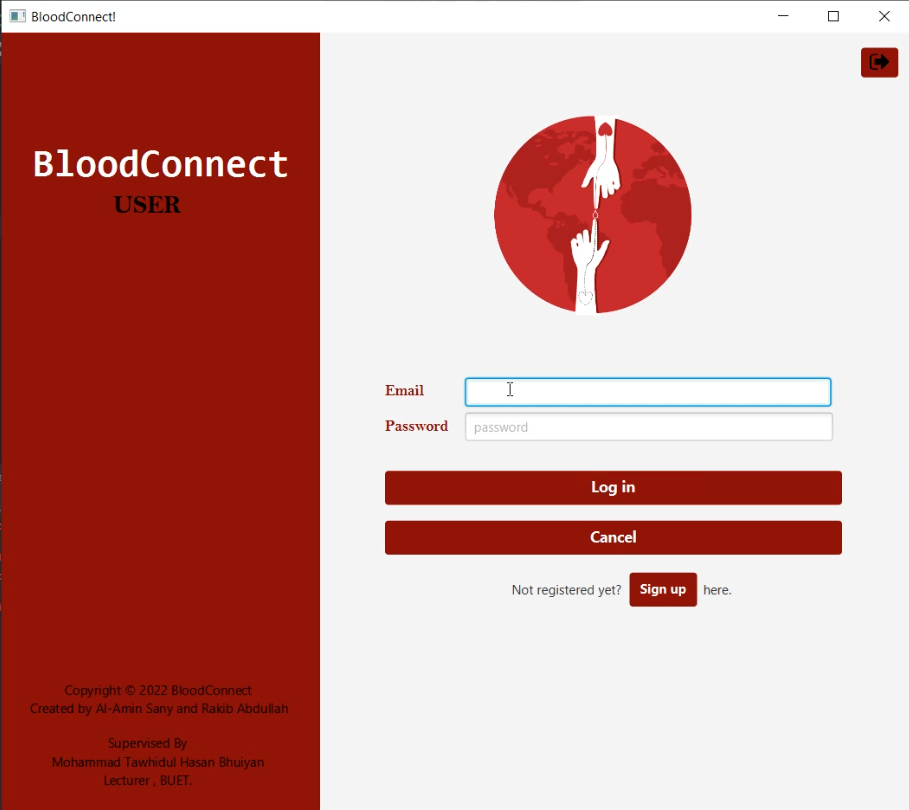 BloodConnect!
BloodConnect
USER
Email
Password
password
Log in
Cancel
Not registered yet? Sign up here.
Copyright © 2022 BloodConnect
Created by Al-Amin Sany and Rakib Abdullah
Supervised By
Mohammad Tawhidul Hasan Bhuiyan
Lecturer , BUET.